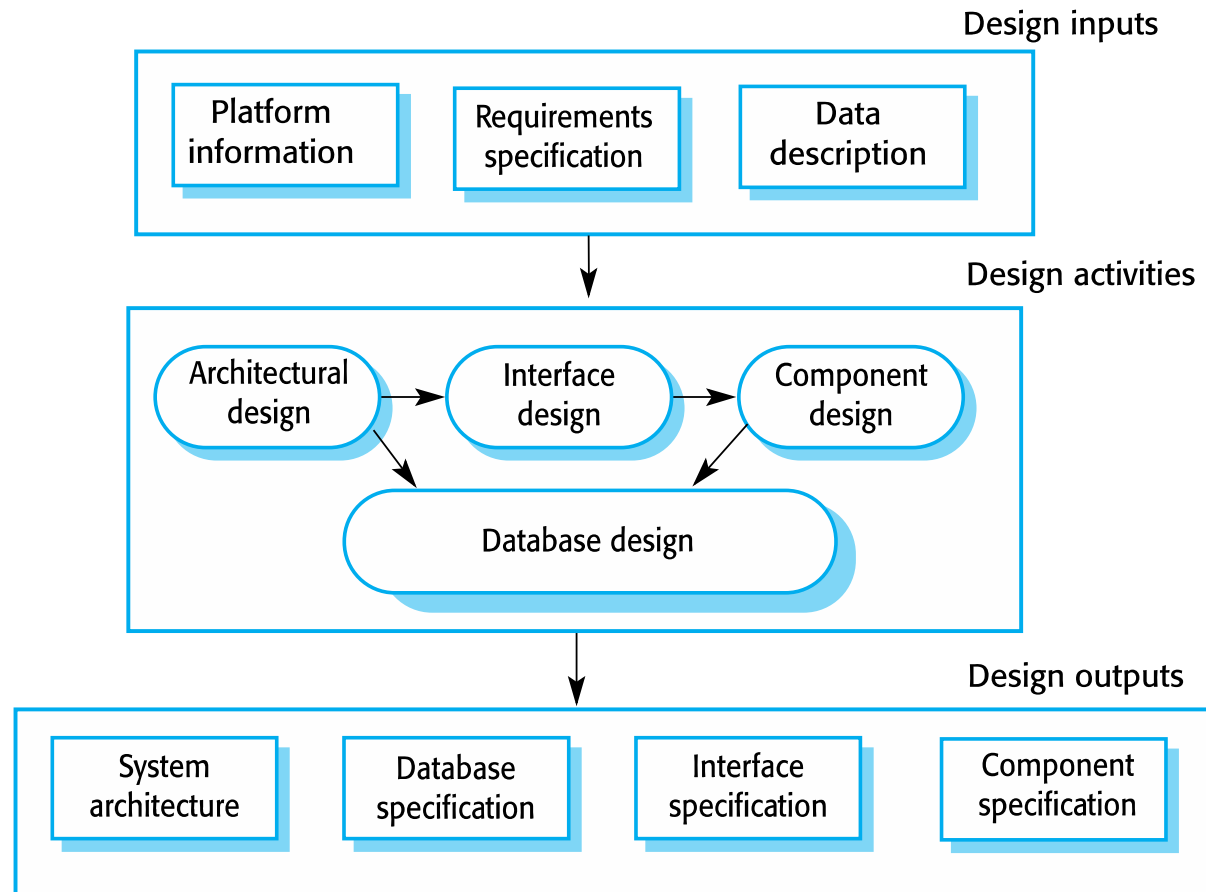 Design inputs
Platform
information
Requirements
specification
Data
description
Design activities
Architectural
design
Interface
design
Component
design
Database design
Design outputs
System
architecture
Database
specification
Interface
specification
Component
specification